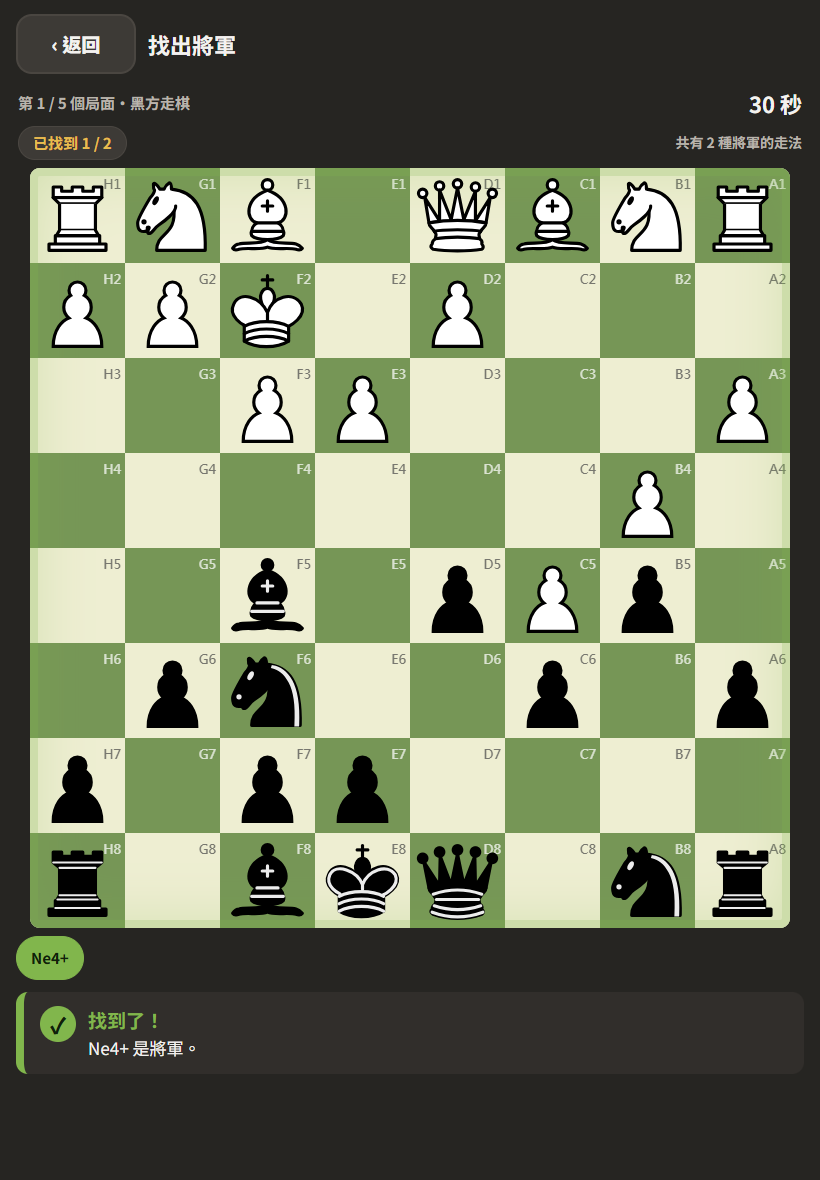 ‹ 返回 找出將軍
第 1 / 5 個局面・黑方走棋 30 秒
已找到 1 / 2 共有 2 種將軍的走法
H1 G1 F1 E1 D1 C1 B1 A1
H2 G2 F2 E2 D2 C2 B2 A2
H3 G3 F3 E3 D3 C3 B3 A3
H4 G4 F4 E4 D4 C4 B4 A4
H5 G5 F5 E5 D5 C5 B5 A5
H6 G6 F6 E6 D6 C6 B6 A6
H7 G7 F7 E7 D7 C7 B7 A7
H8 G8 F8 E8 D8 C8 B8 A8
Ne4+
找到了！
Ne4+ 是將軍。